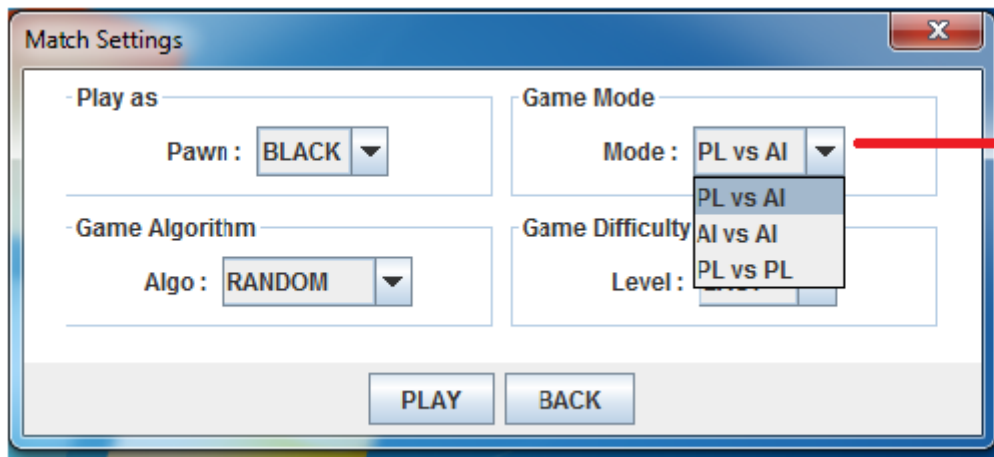 Match Settings
Play as
Pawn : BLACK
Game Mode
Mode : PL vs AI
PL vs AI
AI vs AI
PL vs PL
Game Algorithm
Algo : RANDOM
Game Difficulty
Level :
PLAY
BACK